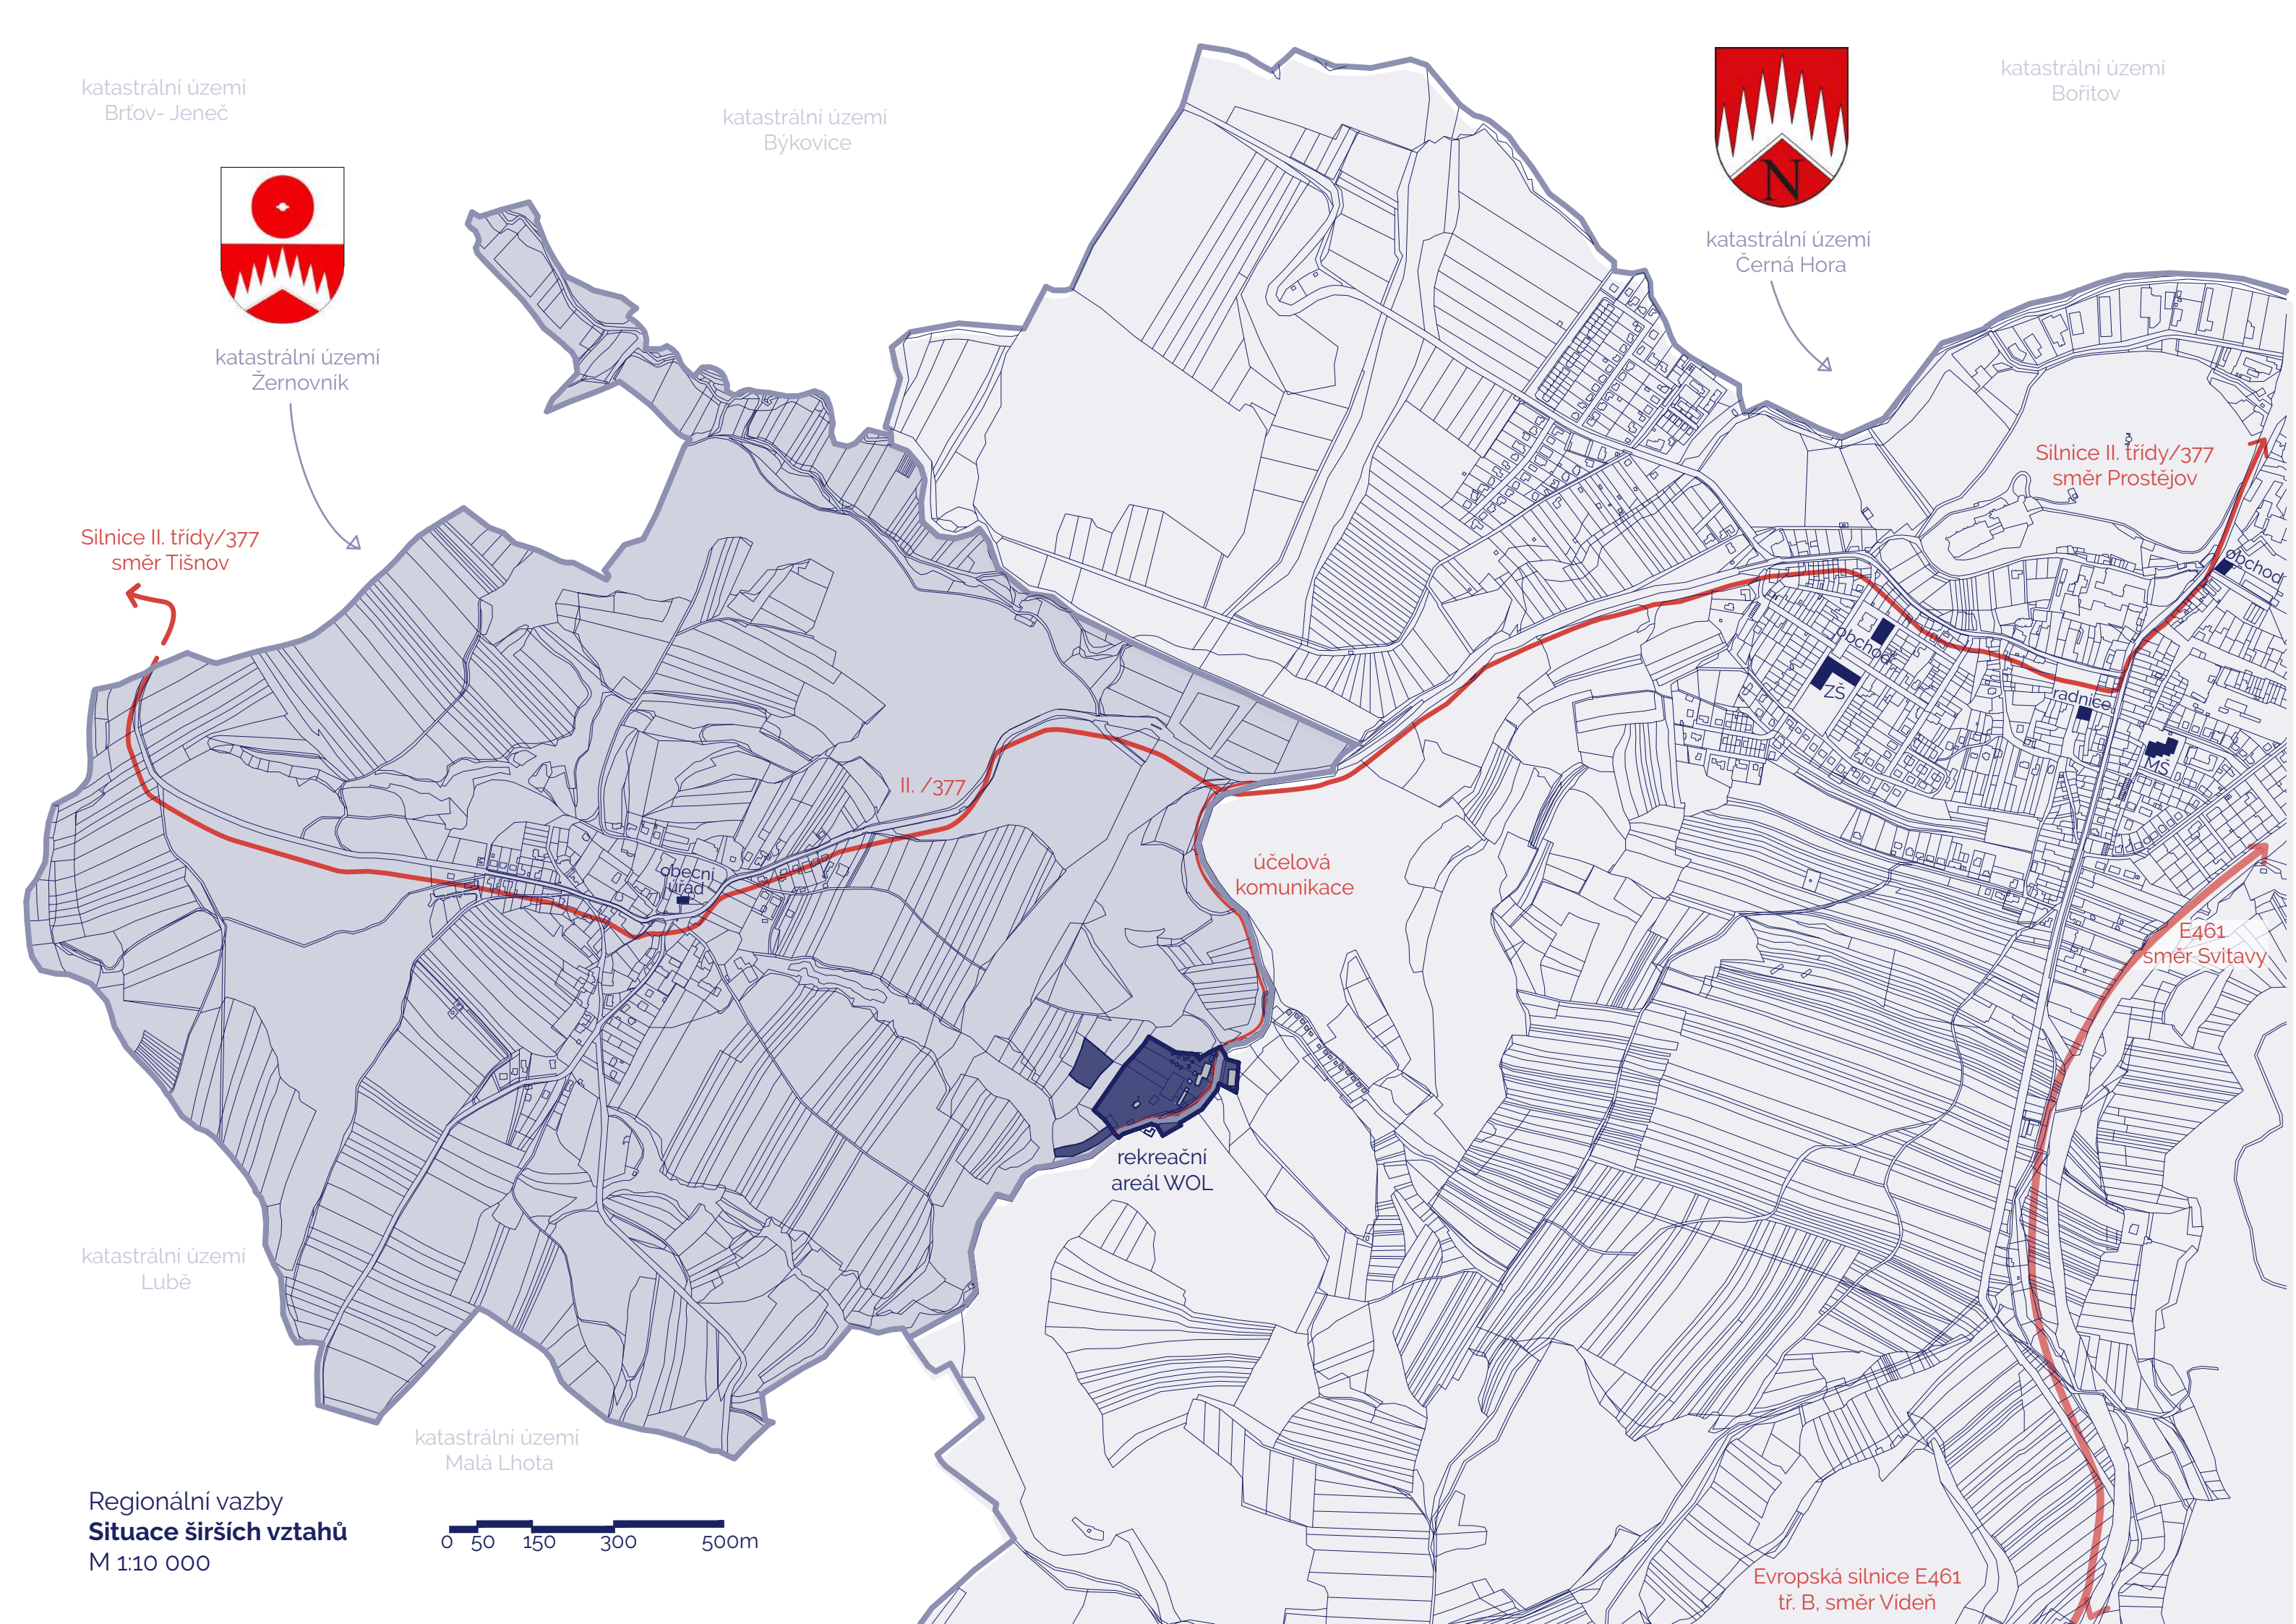 katastrální území
Brťov- Jeneč
katastrální území
Býkovice
katastrální území
Bořitov
N
katastrální území
Černá Hora
katastrální území
Žernovník
Silnice II. třídy/377
směr Prostějov
Silnice II. třídy/377
směr Tišnov
obchod
obchod
ZŠ
radnice
MŠ
II. /377
účelová
komunikace
obecní
úřad
E461
směr Svitavy
rekreační
areál WOL
katastrální území
Lubě
katastrální území
Malá Lhota
Regionální vazby
Situace širších vztahů
M 1:10 000
0 50 150 300 500m
Evropská silnice E461
tř. B, směr Vídeň